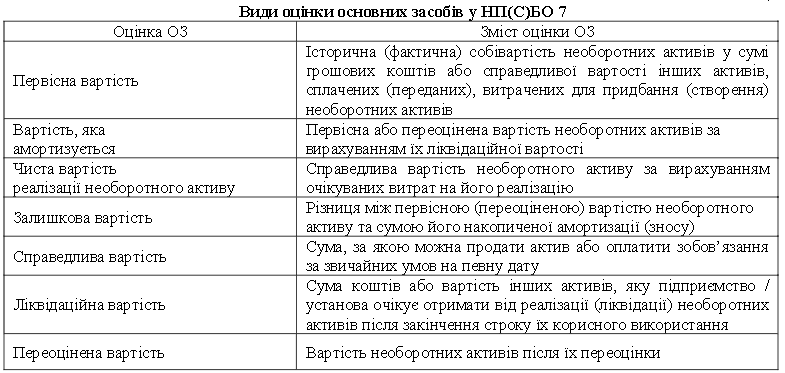 Види оцінки основних засобів у НП(С)БО 7
Оцінка ОЗ
Зміст оцінки ОЗ
Первісна вартість
Історична (фактична) собівартість необоротних активів у сумі
грошових коштів або справедливої вартості інших активів,
сплачених (переданих), витрачених для придбання (створення)
необоротних активів
Вартість, яка
амортизується
Первісна або переоцінена вартість необоротних активів за
вирахуванням їх ліквідаційної вартості
Чиста вартість
реалізації необоротного активу
Справедлива вартість необоротного активу за вирахуванням
очікуваних витрат на його реалізацію
Залишкова вартість
Різниця між первісною (переоціненою) вартістю необоротного
активу та сумою його накопиченої амортизації (зносу)
Справедлива вартість
Сума, за якою можна продати актив або оплатити зобов’язання
за звичайних умов на певну дату
Ліквідаційна вартість
Сума коштів або вартість інших активів, яку підприємство /
установа очікує отримати від реалізації (ліквідації) необоротних
активів після закінчення строку їх корисного використання
Переоцінена вартість
Вартість необоротних активів після їх переоцінки